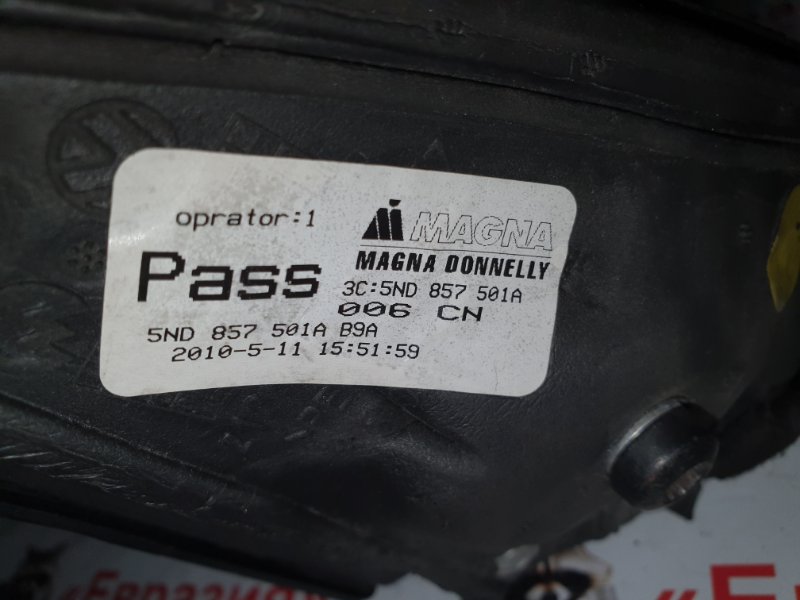 oprator:1
MAGNA
MAGNA DONNELLY
Pass
3C:5ND 857 501A
006 CN
5ND 857 501A B9A
2010-5-11 15:51:59
«Евразия»